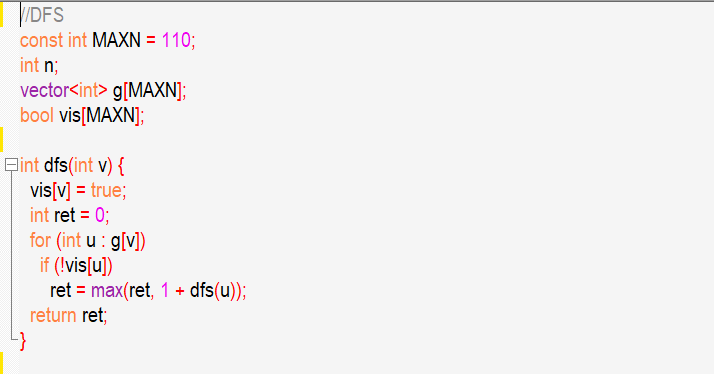 //DFS
const int MAXN = 110;
int n;
vector<int> g[MAXN];
bool vis[MAXN];
int dfs(int v) {
vis[v] = true;
int ret = 0;
for (int u : g[v])
if (!vis[u])
ret = max(ret, 1 + dfs(u));
return ret;
}